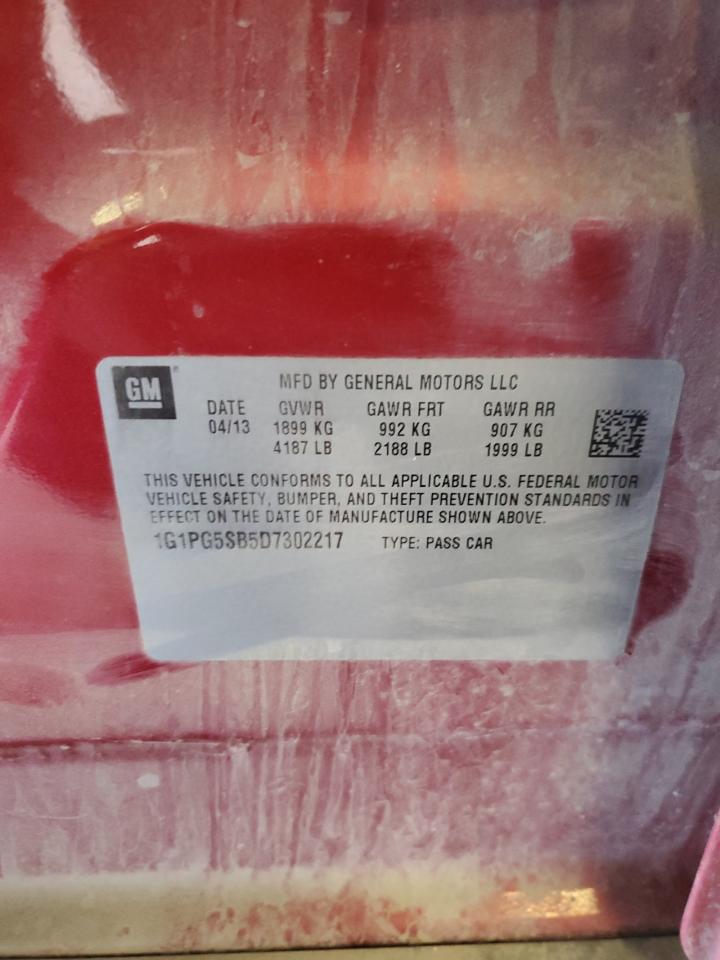 GM
MFD BY GENERAL MOTORS LLC
DATE GVWR GAWR FRT GAWR RR
04/13 1899 KG 992 KG 907 KG
4187 LB 2188 LB 1999 LB
THIS VEHICLE CONFORMS TO ALL APPLICABLE U.S. FEDERAL MOTOR
VEHICLE SAFETY, BUMPER, AND THEFT PREVENTION STANDARDS IN
EFFECT ON THE DATE OF MANUFACTURE SHOWN ABOVE.
1G1PG5SB5D7302217 TYPE: PASS CAR